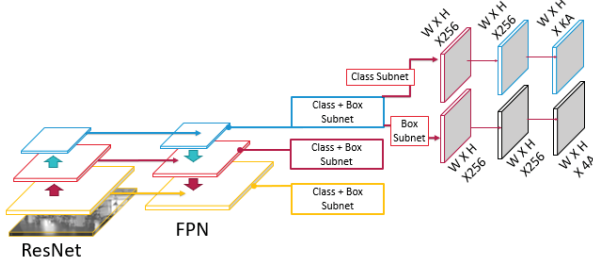 W X H
X256
W X H
X256
W X H
X KA
Class Subnet
Class + Box
Subnet
Box
Subnet
Class + Box
Subnet
W X H
X256
W X H
X256
W X H
X 4A
Class + Box
Subnet
FPN
ResNet